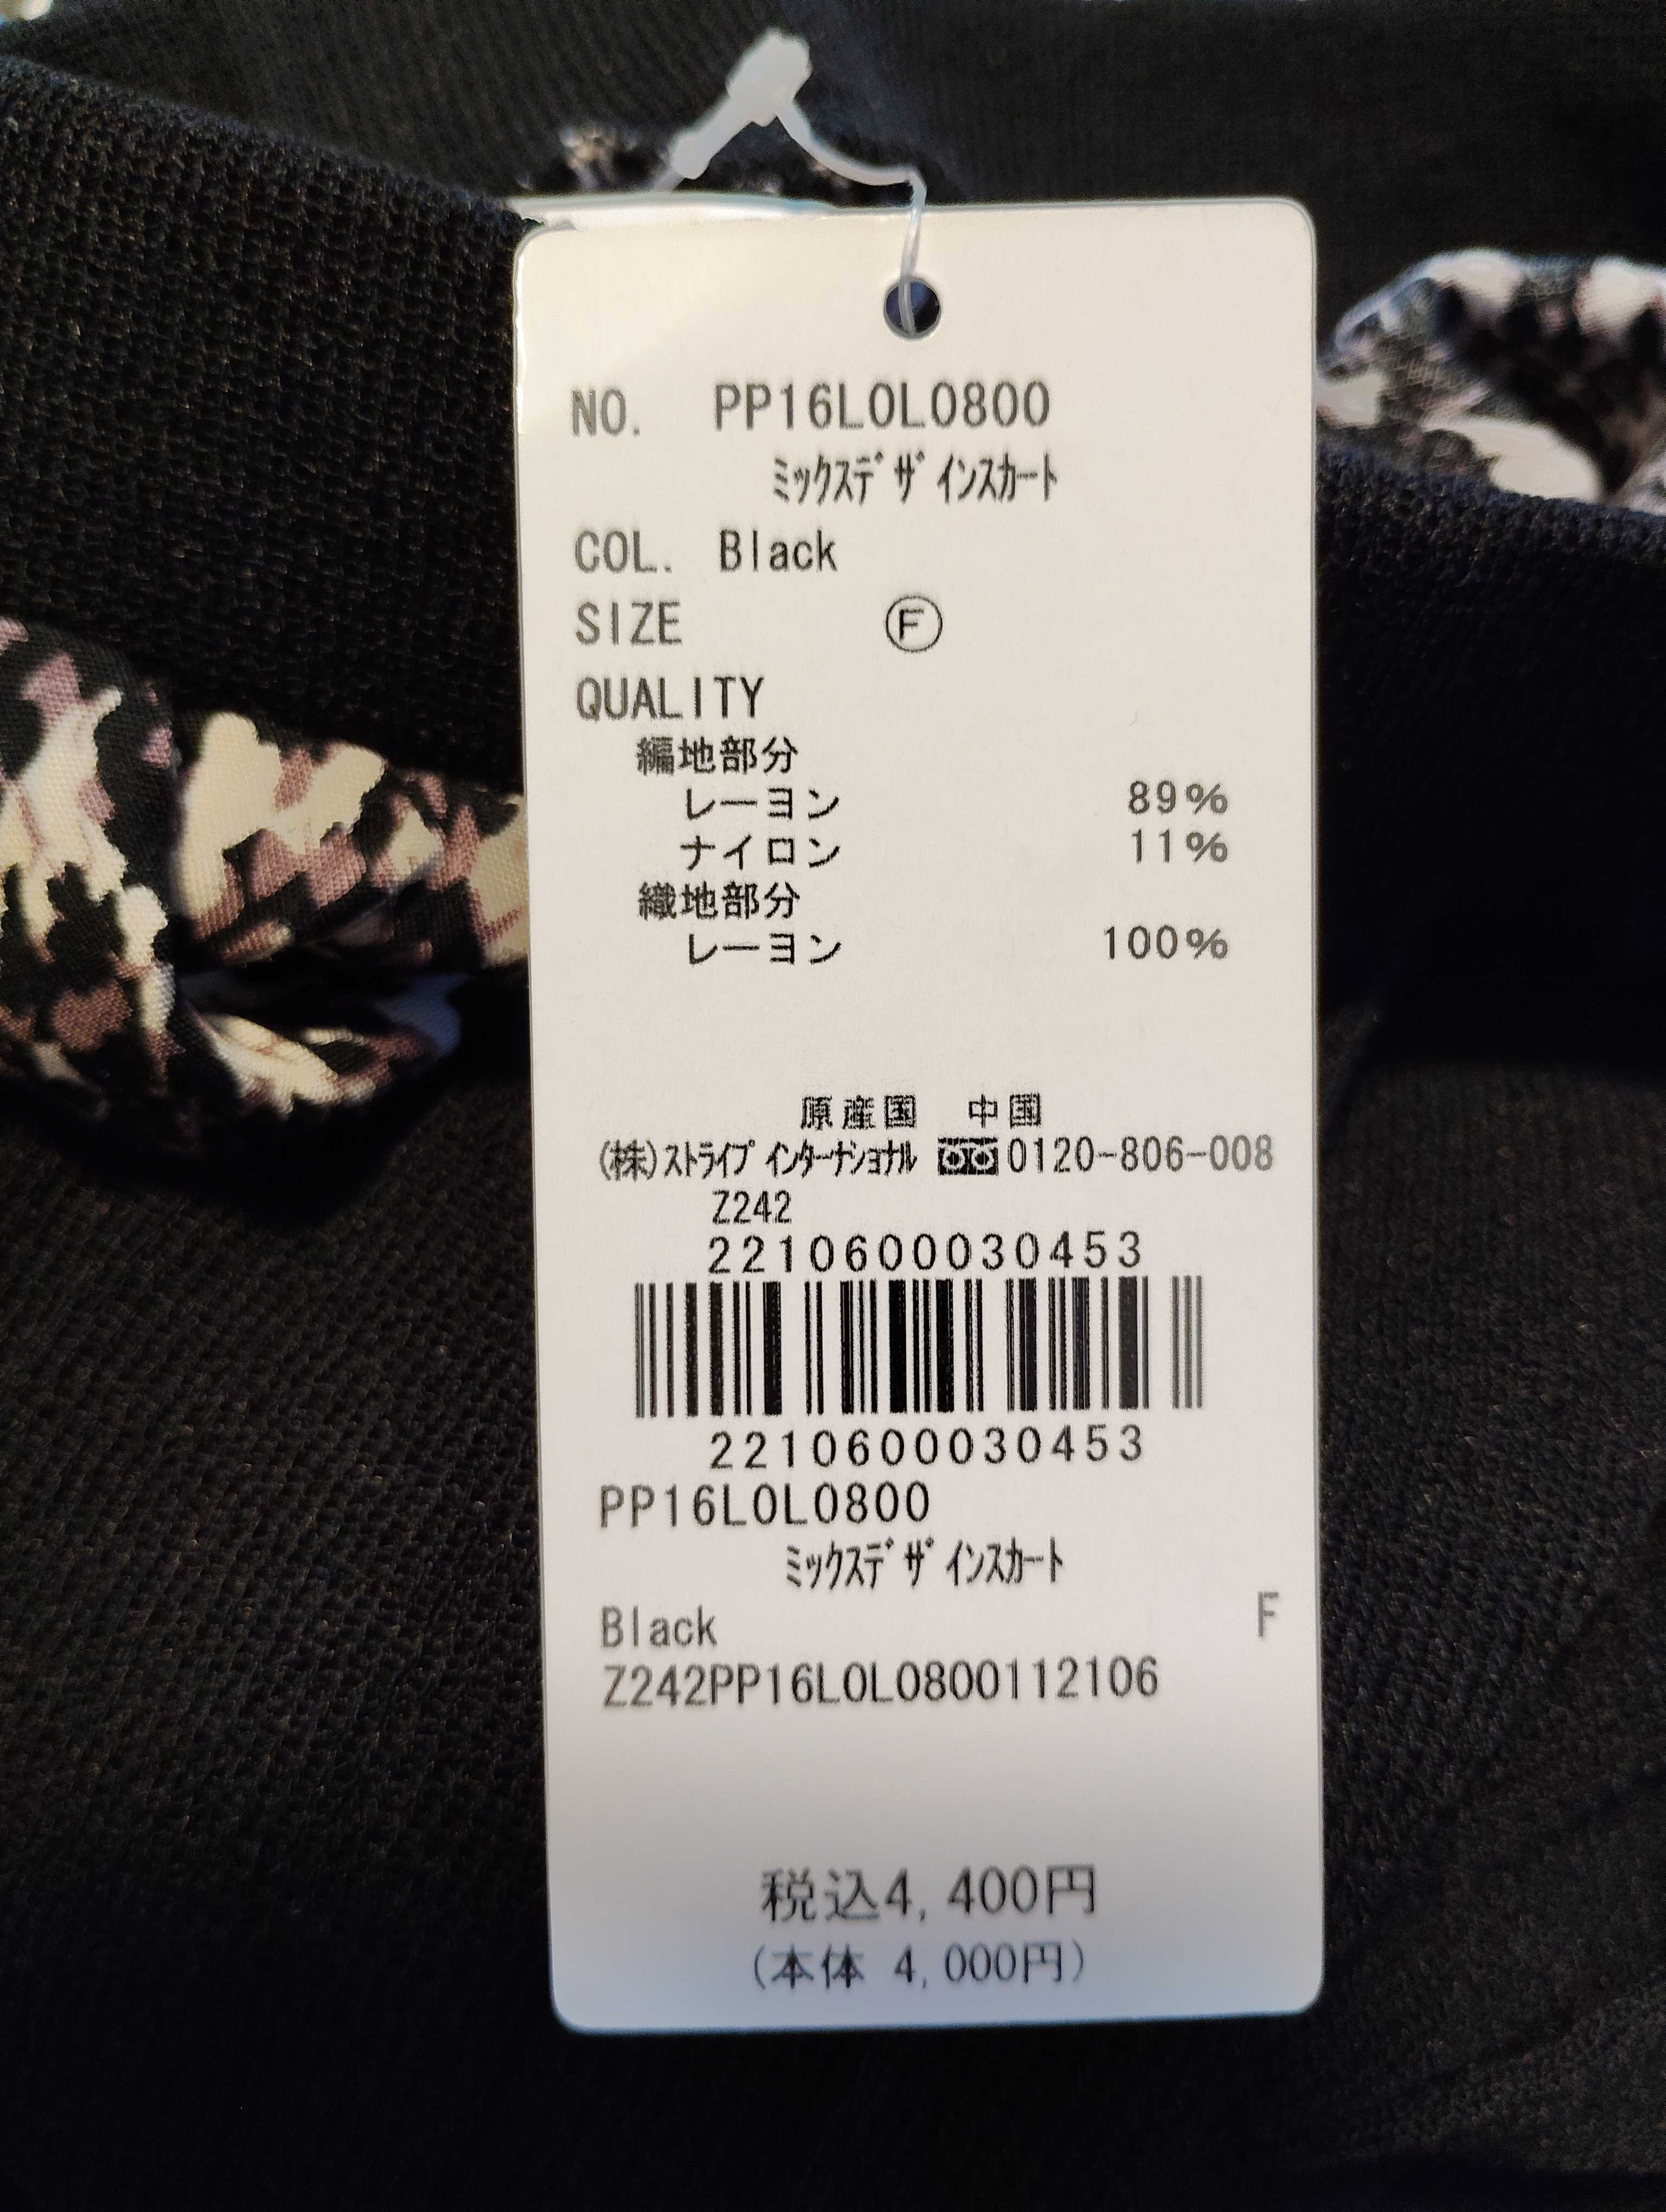 NO. PP16L0L0800
ﾐｯｸｽﾃﾞｻﾞｲﾝｽｶｰﾄ
COL. Black
SIZE Ⓕ
QUALITY
編地部分
レーヨン 89%
ナイロン 11%
織地部分
レーヨン 100%
原産国 中国
(株)ｽﾄﾗｲﾌﾟ ｲﾝﾀｰﾅｼｮﾅﾙ 0120-806-008
Z242
2210600030453
2210600030453
PP16L0L0800
ﾐｯｸｽﾃﾞｻﾞｲﾝｽｶｰﾄ
Black F
Z242PP16L0L0800112106
税込4,400円
(本体 4,000円)